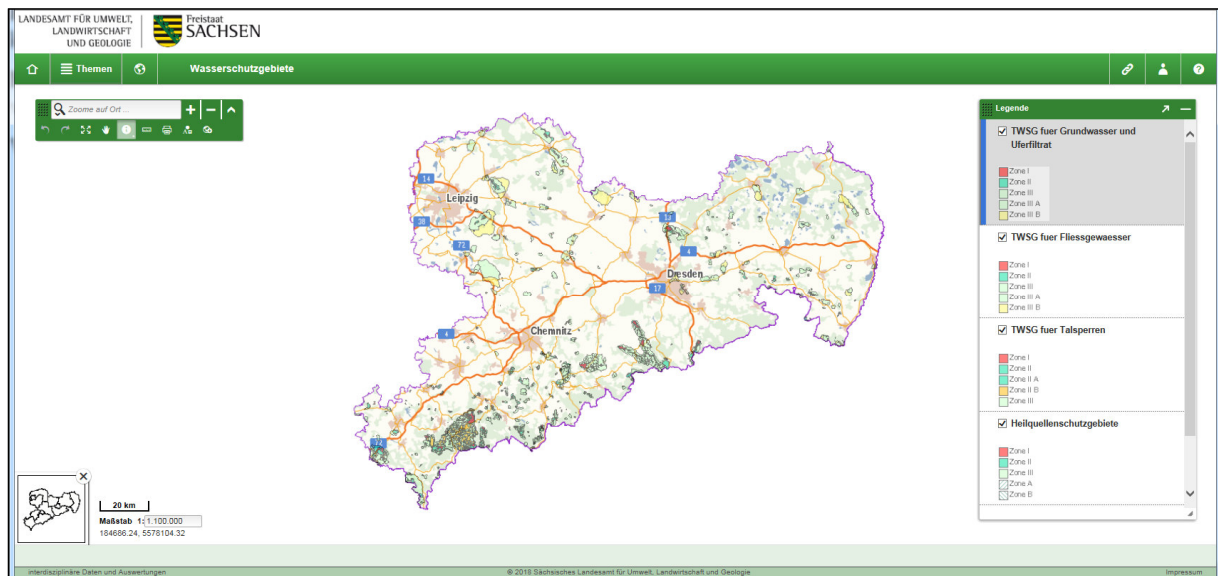 LANDESAMT FÜR UMWELT,
LANDWIRTSCHAFT
UND GEOLOGIE
Freistaat
SACHSEN
Themen
Wasserschutzgebiete
Zoome auf Ort ...
Legende
TWSG fuer Grundwasser und
Uferfiltrat
Zone I
Zone II
Zone III
Zone III A
Zone III B
TWSG fuer Fliessgewaesser
Zone I
Zone II
Zone III
Zone III A
Zone III B
TWSG fuer Talsperren
Zone I
Zone II
Zone II A
Zone II B
Zone III
Heilquellenschutzgebiete
Zone I
Zone II
Zone III
Zone A
Zone B
14
Leipzig
38
72
13
4
Dresden
17
4
Chemnitz
72
20 km
Maßstab 1: 1.100.000
184686.24, 5578104.32
interdisziplinäre Daten und Auswertungen
© 2018 Sächsisches Landesamt für Umwelt, Landwirtschaft und Geologie
Impressum